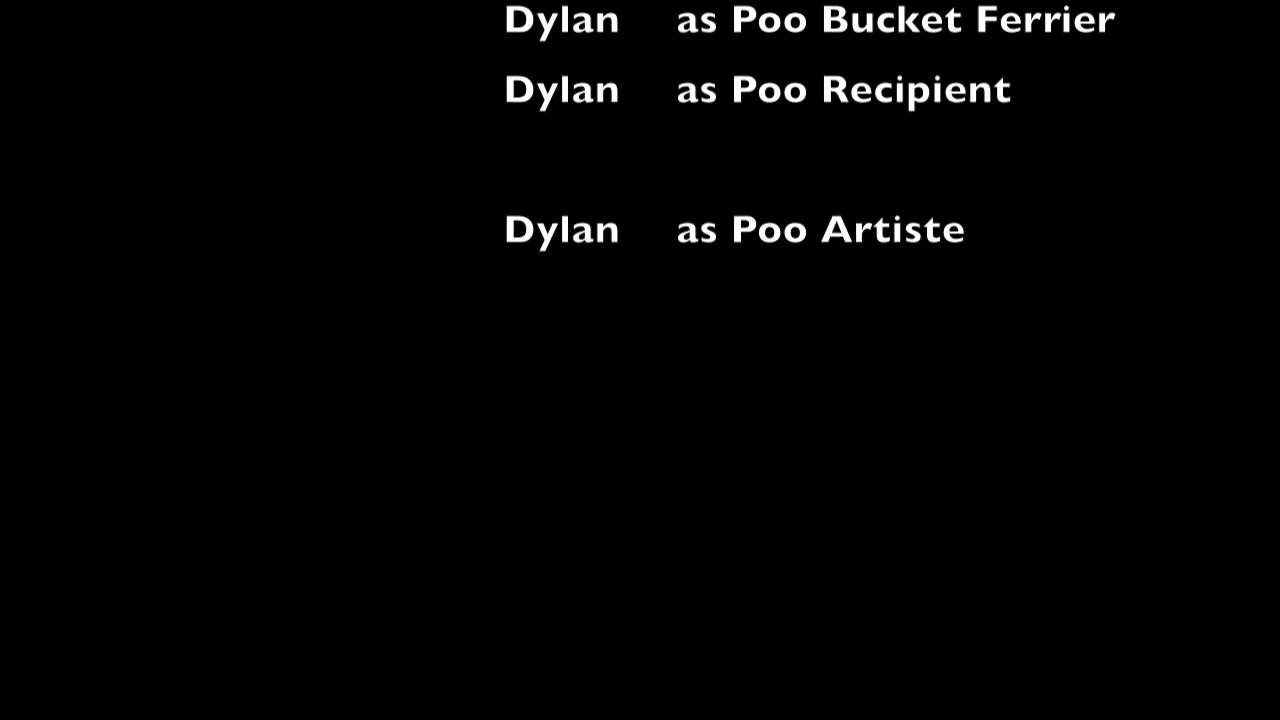 Dylan as Poo Bucket Ferrier
Dylan as Poo Recipient
Dylan as Poo Artiste